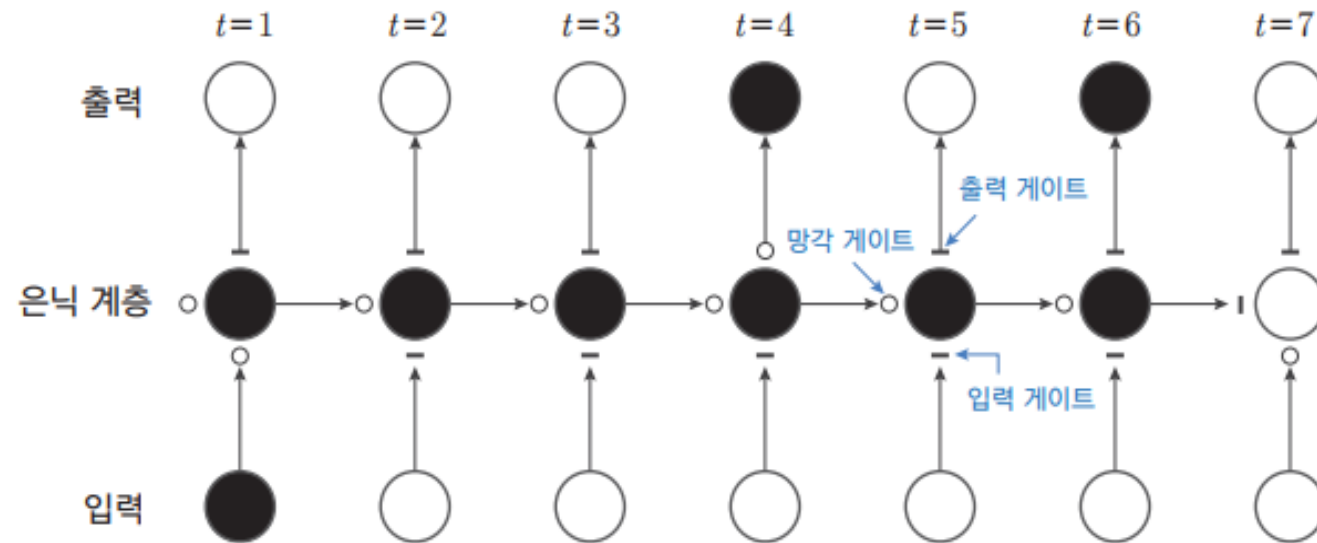 t=1 t=2 t=3 t=4 t=5 t=6 t=7
출력
출력 게이트
망각 게이트
은닉 계층
입력 게이트
입력